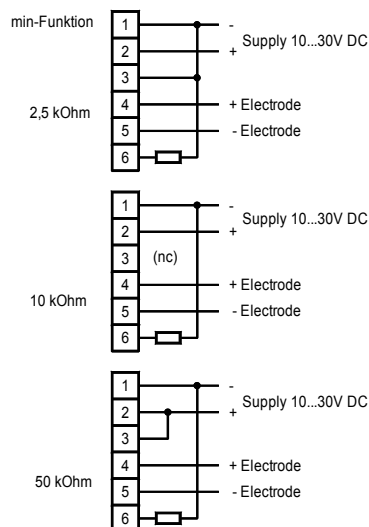 min-Funktion
1 -
Supply 10...30V DC
2 +
3
2,5 kOhm
4 + Electrode
5 - Electrode
6
1 -
Supply 10...30V DC
2 +
3 (nc)
10 kOhm
4 + Electrode
5 - Electrode
6
1 -
Supply 10...30V DC
2 +
3
50 kOhm
4 + Electrode
5 - Electrode
6